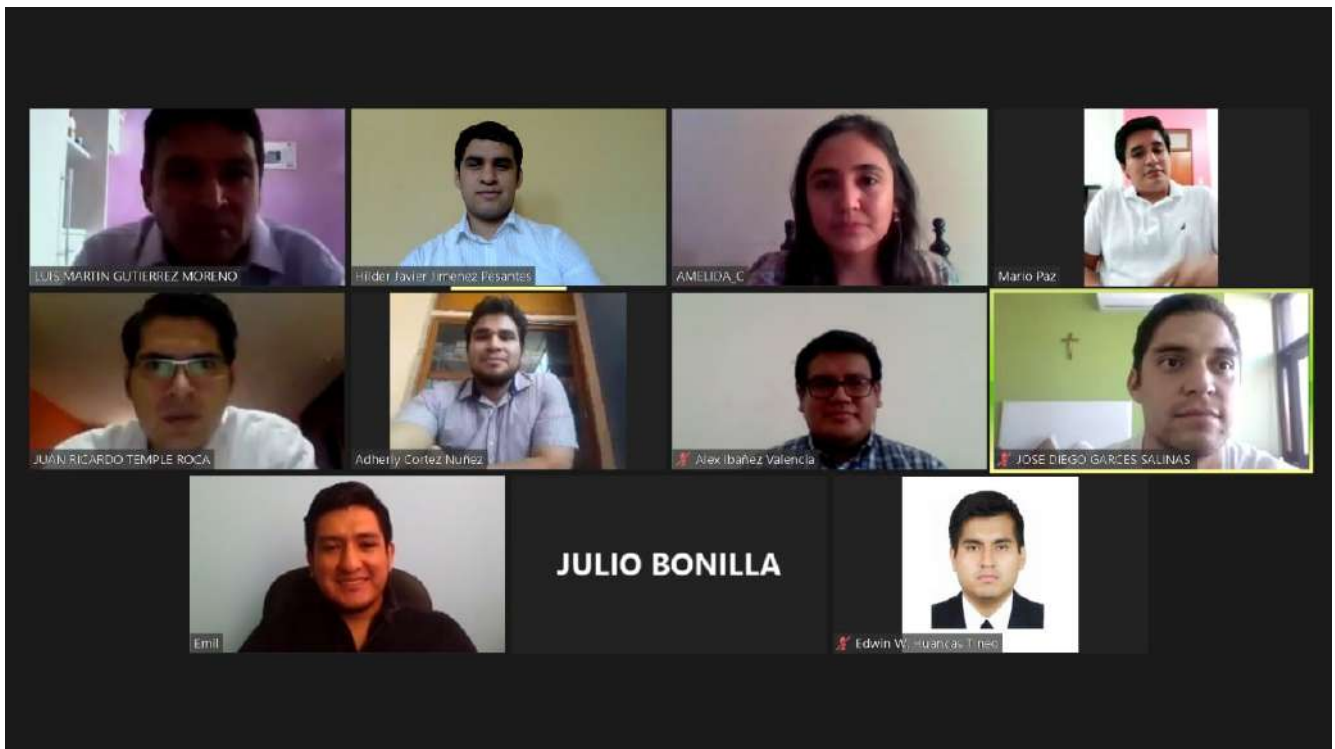 LUIS MARTIN GUTIERREZ MORENO
Hilder Javier Jimenez Pesantes
AMELIDA_C
Mario Paz
JUAN RICARDO TEMPLE ROCA
Adherly Cortez Nuñez
Alex Ibañez Valencia
JOSE DIEGO GARCES SALINAS
Emil
JULIO BONILLA
Edwin W. Huancas Tineo